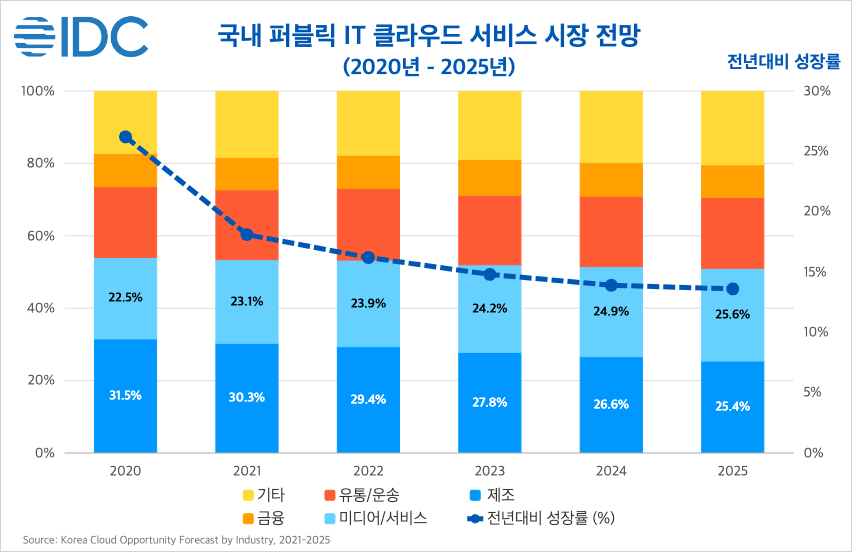 IDC
국내 퍼블릭 IT 클라우드 서비스 시장 전망
(2020년 - 2025년)
전년대비 성장률
100% 30%
80% 25%
60% 20%
40% 15%
20% 10%
0% 5%
0%
22.5% 23.1% 23.9% 24.2% 24.9% 25.6%
31.5% 30.3% 29.4% 27.8% 26.6% 25.4%
2020 2021 2022 2023 2024 2025
기타 유통/운송 제조
금융 미디어/서비스 전년대비 성장률 (%)
Source: Korea Cloud Opportunity Forecast by Industry, 2021-2025